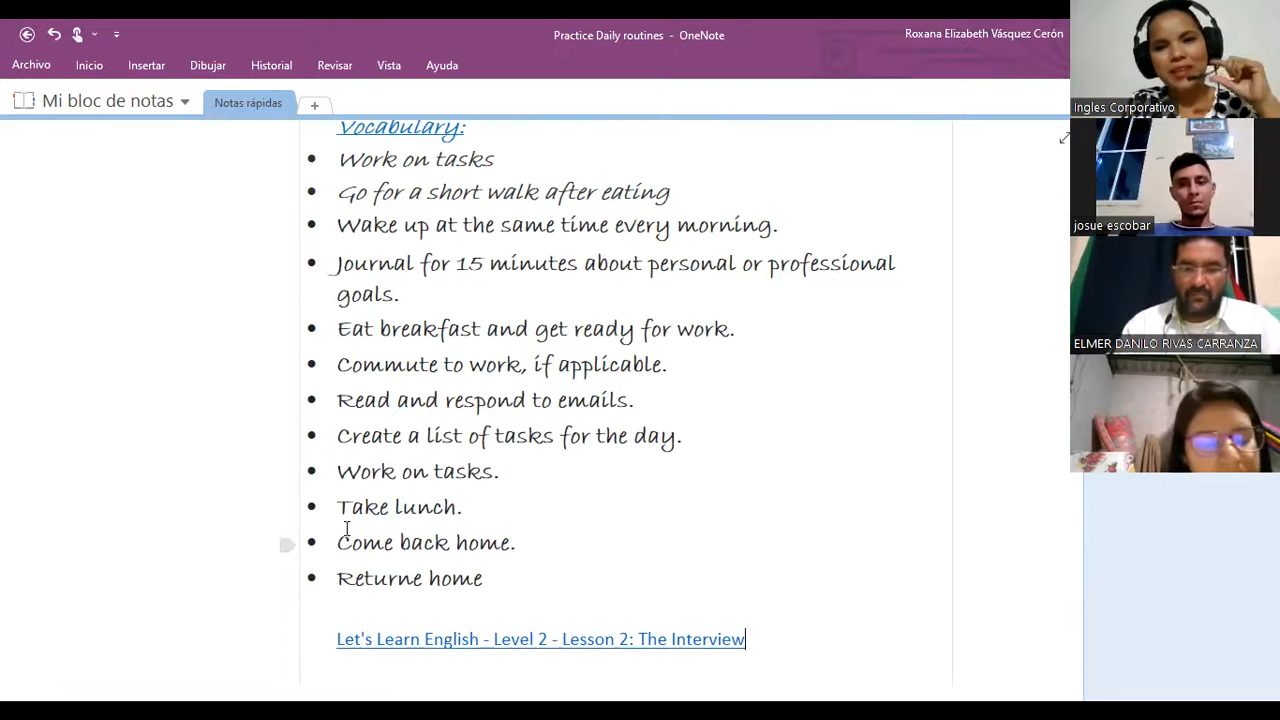 Practice Daily routines - OneNote
Roxana Elizabeth Vásquez Cerón
Archivo Inicio Insertar Dibujar Historial Revisar Vista Ayuda
Mi bloc de notas
Notas rápidas
Vocabulary:
• Work on tasks
• Go for a short walk after eating
• Wake up at the same time every morning.
• Journal for 15 minutes about personal or professional
goals.
• Eat breakfast and get ready for work.
• Commute to work, if applicable.
• Read and respond to emails.
• Create a list of tasks for the day.
• Work on tasks.
• Take lunch.
• Come back home.
• Returne home
Let's Learn English - Level 2 - Lesson 2: The Interview
Ingles Corporativo
josue escobar
ELMER DANILO RIVAS CARRANZA